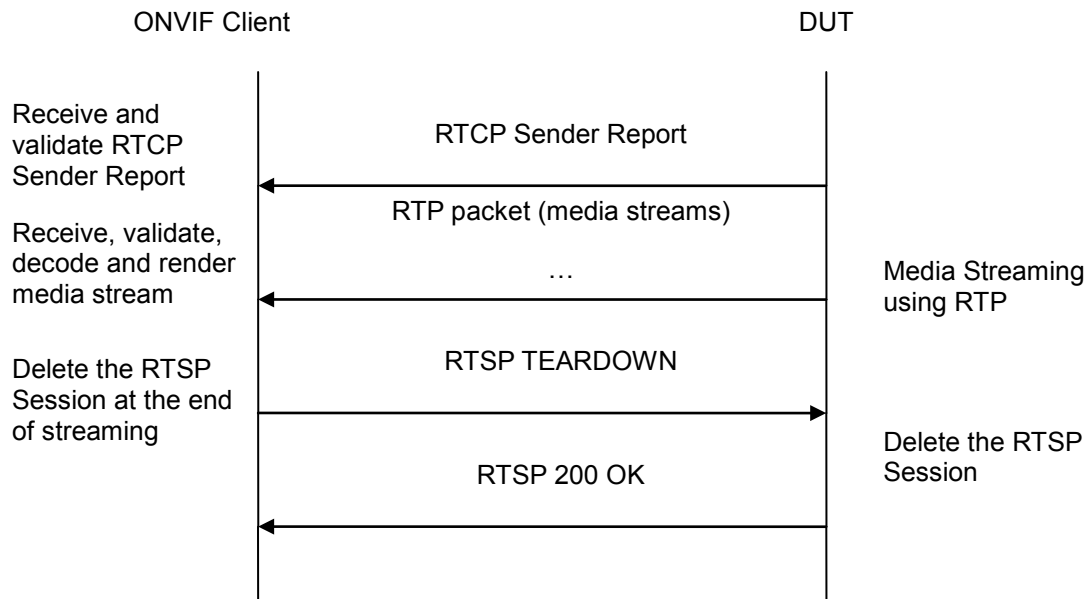 ONVIF Client
DUT
Receive and
validate RTCP
Sender Report
RTCP Sender Report
RTP packet (media streams)
Receive, validate,
decode and render
media stream
…
Media Streaming
using RTP
RTSP TEARDOWN
Delete the RTSP
Session at the end
of streaming
Delete the RTSP
Session
RTSP 200 OK